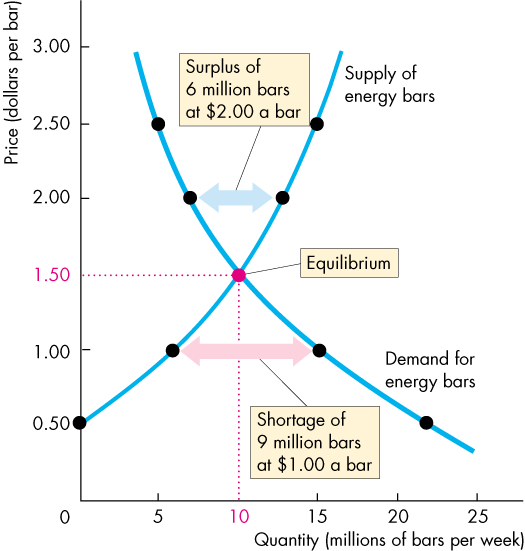 Price (dollars per bar)
3.00
2.50
2.00
1.50
1.00
0.50
0
Surplus of
6 million bars
at $2.00 a bar
Supply of
energy bars
Equilibrium
Demand for
energy bars
Shortage of
9 million bars
at $1.00 a bar
5
10
15
20
25
Quantity (millions of bars per week)